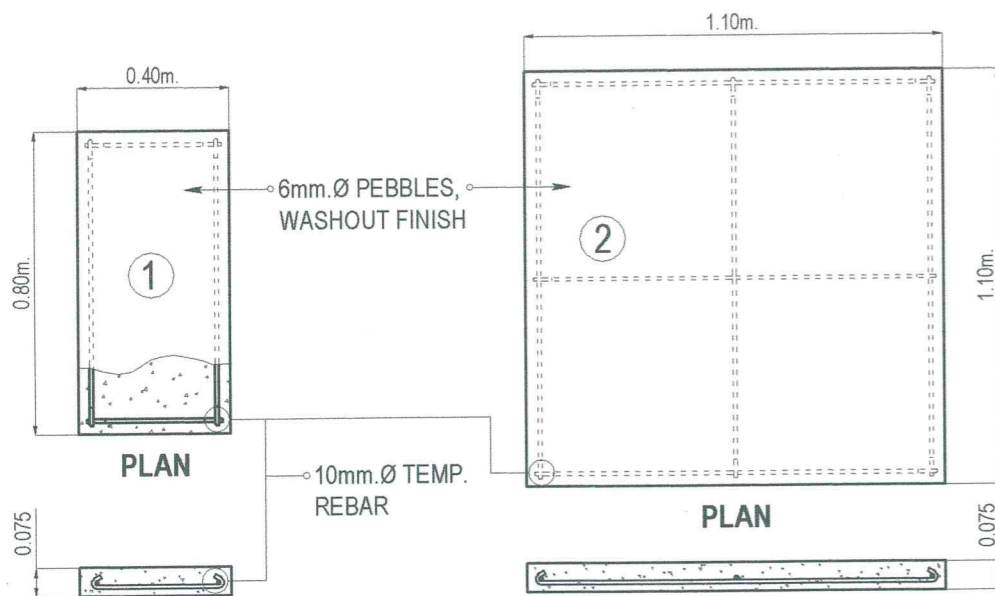 1.10m.
0.40m.
6mm.Ø PEBBLES,
WASHOUT FINISH
0.80m.
1
2
1.10m.
PLAN
10mm.Ø TEMP.
REBAR
PLAN
0.075
0.075